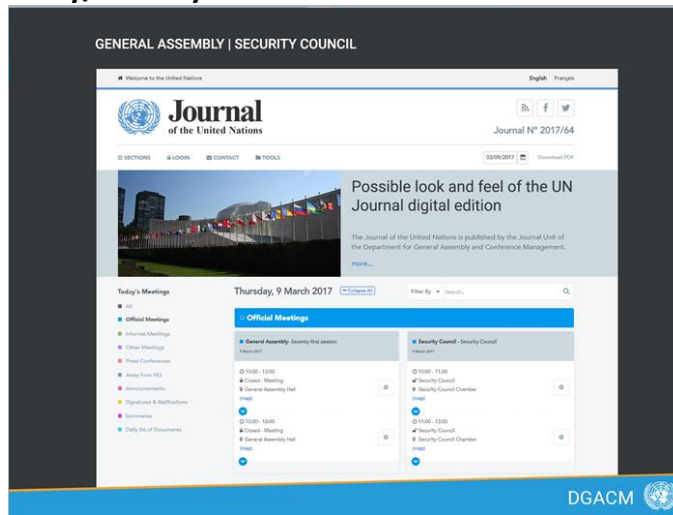 GENERAL ASSEMBLY | SECURITY COUNCIL
Welcome to the United Nations
English Français
Journal
of the United Nations
Journal Nº 2017/64
SECTIONS LOGIN CONTACT TOOLS
03/09/2017 Download PDF
Possible look and feel of the UN
Journal digital edition
The Journal of the United Nations is published by the Journal Unit of
the Department for General Assembly and Conference Management.
more...
Today's Meetings
All
Official Meetings
Informal Meetings
Other Meetings
Press Conferences
Away from HQ
Announcements
Signatures & Ratifications
Summaries
Daily list of Documents
Thursday, 9 March 2017 Collapse All
Filter By Search...
Official Meetings
General Assembly- Seventy-first session
9 March 2017
10:00 - 13:00
Closed - Meeting
General Assembly Hall
(map)
15:00 - 18:00
Closed - Meeting
General Assembly Hall
(map)
Security Council - Security Council
9 March 2017
10:00 - 11:00
Security Council
Security Council Chamber
(map)
11:00 - 12:00
Security Council
Security Council Chamber
(map)
DGACM